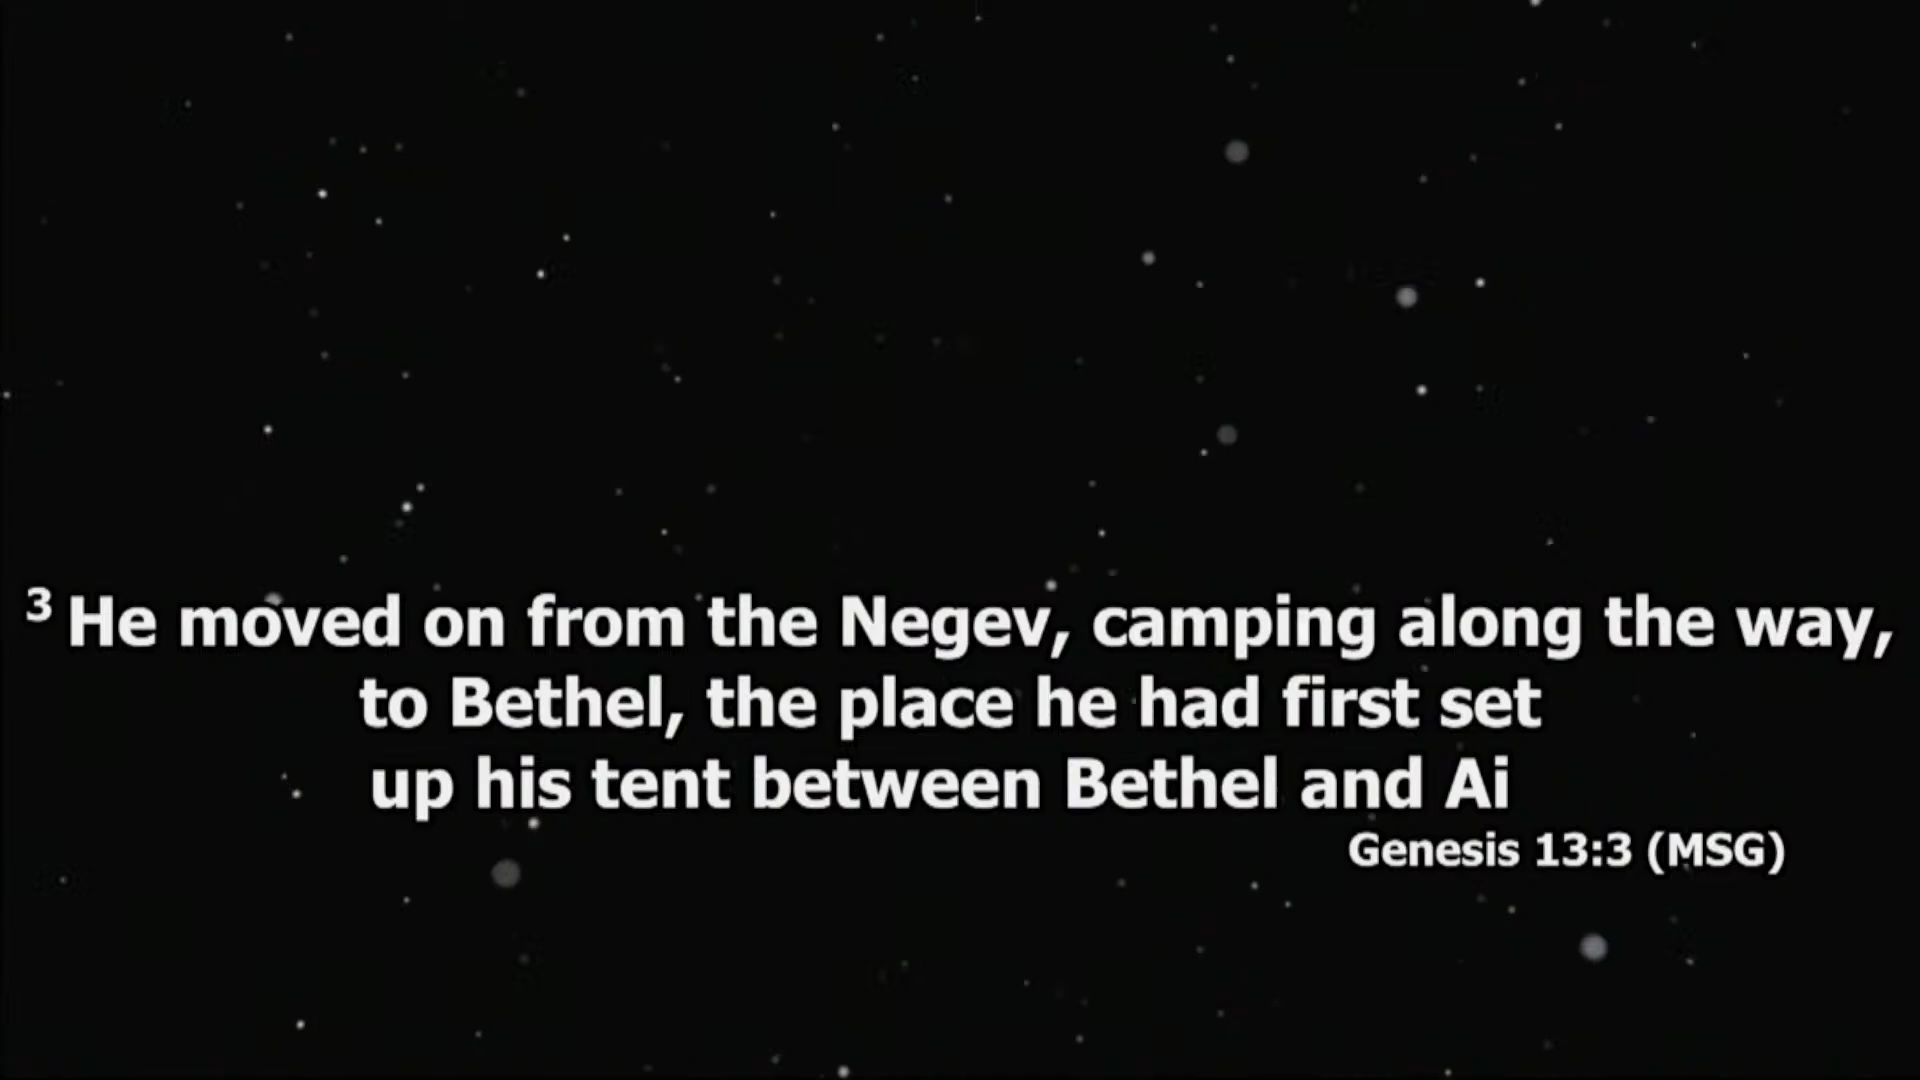 3 He moved on from the Negev, camping along the way,
to Bethel, the place he had first set
up his tent between Bethel and Ai
Genesis 13:3 (MSG)